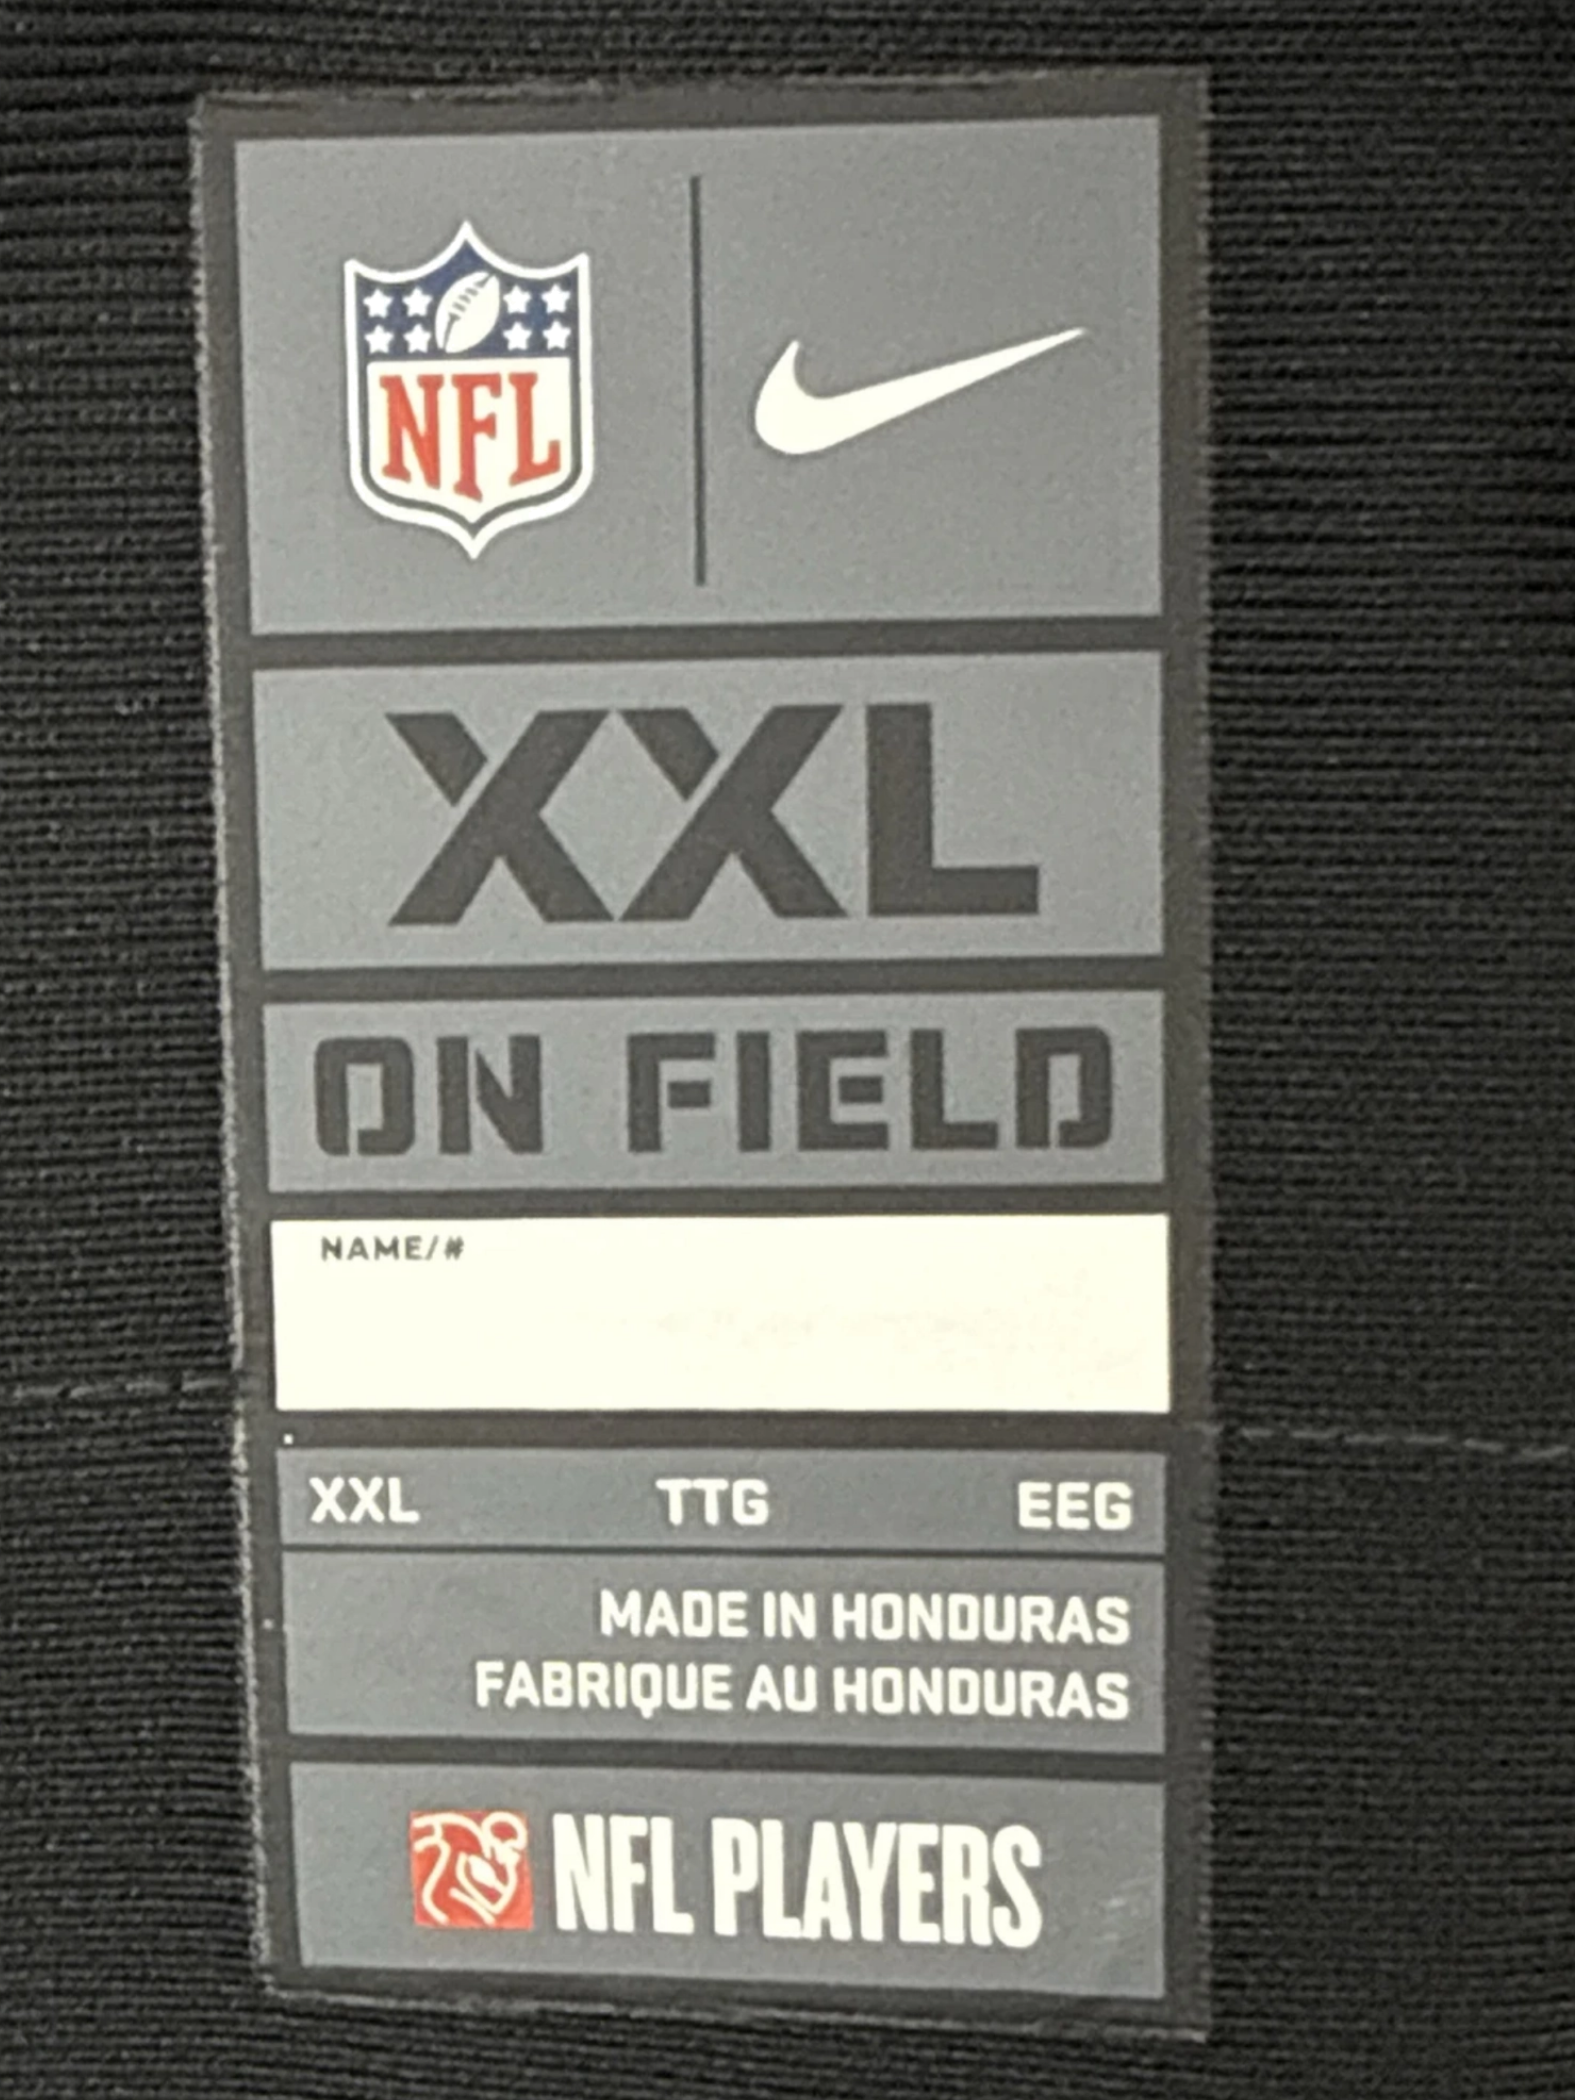 NFL
XXL
ON FIELD
NAME/#
XXL TTG EEG
MADE IN HONDURAS
FABRIQUE AU HONDURAS
NFL PLAYERS